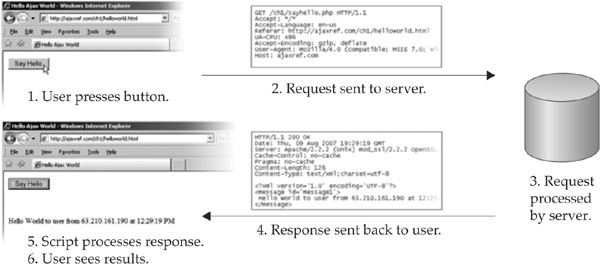 Hello Ajax World - Windows Internet Explorer
http://ajaxref.com/ch1/helloworld.html
File Edit View Favorites Tools Help
Hello Ajax World
Say Hello
1. User presses button.
GET /ch1/sayhello.php HTTP/1.1
Accept: */*
Accept-Language: en-us
Referer: http://ajaxref.com/ch1/helloworld.html
UA-CPU: x86
Accept-Encoding: gzip, deflate
User-Agent: Mozilla/4.0 (compatible; MSIE 7.0;
Host: ajaxref.com
2. Request sent to server.
3. Request
processed
by server.
HTTP/1.1 200 OK
Date: Thu, 09 Aug 2007 19:29:19 GMT
Server: Apache/2.2.2 (Unix) mod_ssl/2.2.2
Cache-Control: no-cache
Pragma: no-cache
Content-Length: 126
Content-Type: text/xml;charset=utf-8
<?xml version="1.0" encoding="UTF-8"?>
<message id="message1">
Hello World to user from 63.210.161.190 at 12:29
</message>
4. Response sent back to user.
Hello Ajax World - Windows Internet Explorer
http://ajaxref.com/ch1/helloworld.html
File Edit View Favorites Tools Help
Hello Ajax World
Say Hello
Hello World to user from 63.210.161.190 at 12:29:19 PM
5. Script processes response.
6. User sees results.